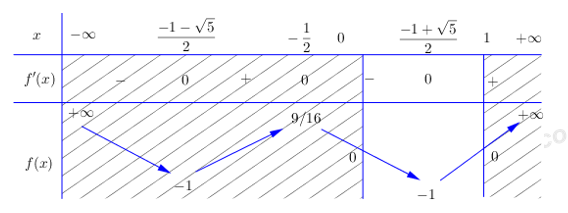 x −∞ (−1 − √5)/2 −1/2 0 (−1 + √5)/2 1 +∞
f′(x) − 0 + 0 − 0 +
f(x) +∞ −1 9/16 0 −1 0 +∞
co